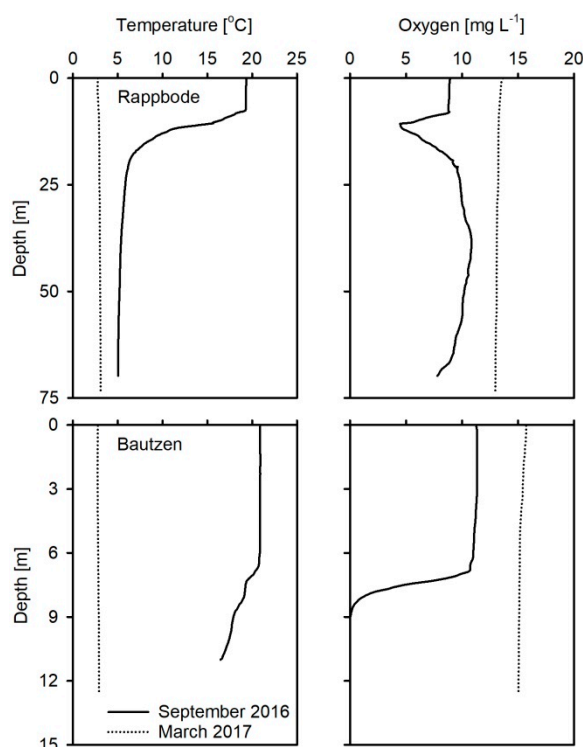 Temperature [°C] Oxygen [mg L⁻¹]
0 5 10 15 20 25 0 5 10 15 20
0
Rappbode
25
Depth [m]
50
75
0
Bautzen
3
6
Depth [m]
9
12
September 2016
March 2017
15